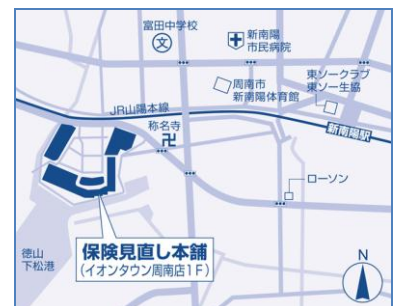 富田中学校
文
新南陽
市民病院
周南市
新南陽体育館
東ソークラブ
東ソー生協
JR山陽本線
称名寺
新南陽駅
ローソン
保険見直し本舗
(イオンタウン周南店1F)
徳山
下松港
N